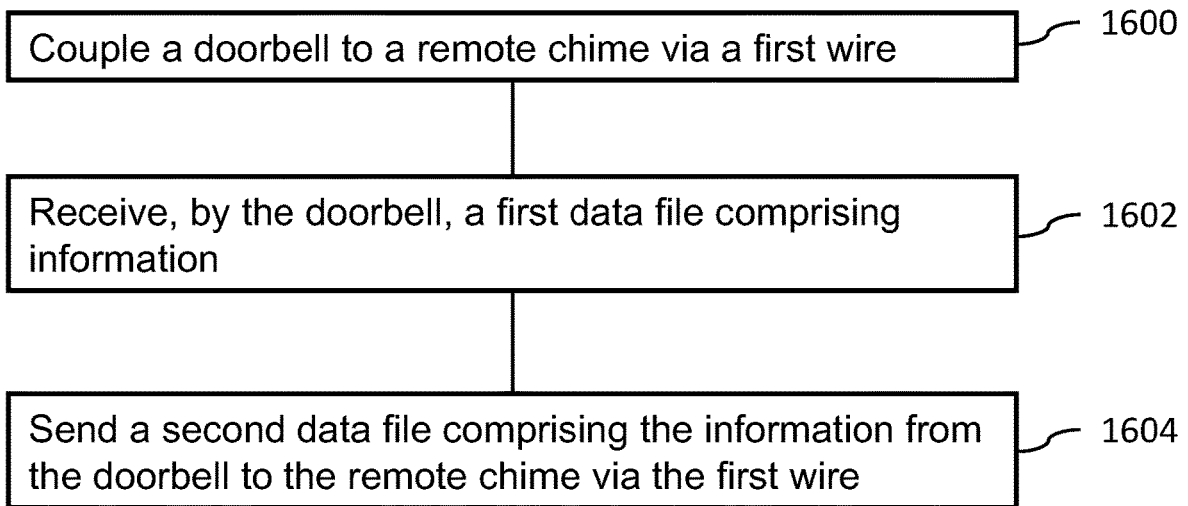 Couple a doorbell to a remote chime via a first wire
1600
Receive, by the doorbell, a first data file comprising
information
1602
Send a second data file comprising the information from
the doorbell to the remote chime via the first wire
1604